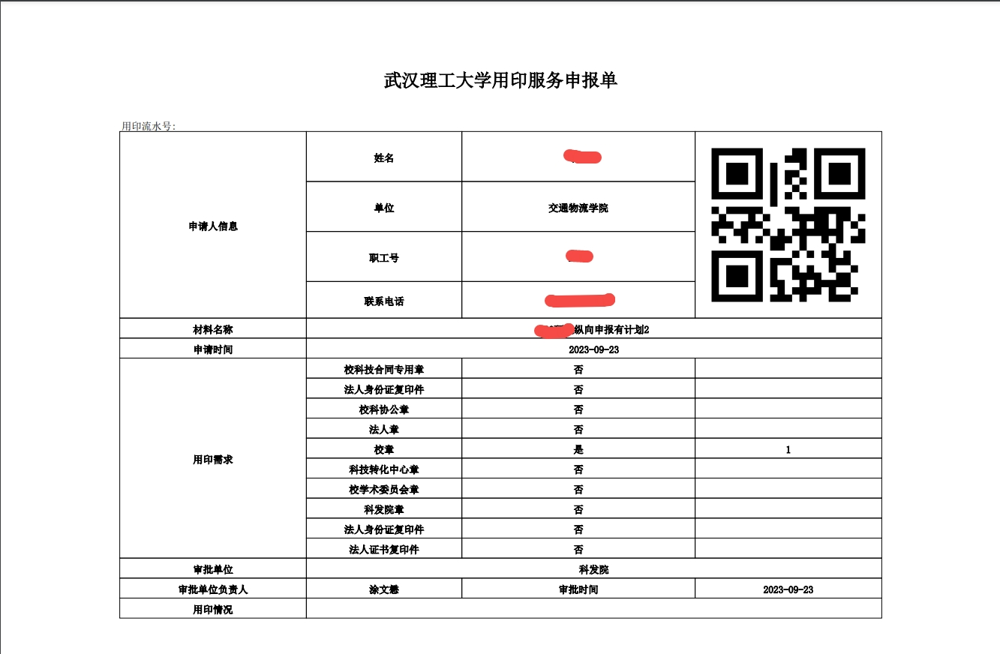 武汉理工大学用印服务申报单
用印流水号:
申请人信息
姓名
单位 交通物流学院
职工号
联系电话
材料名称 纵向申报有计划2
申请时间 2023-09-23
用印需求
校科技合同专用章 否
法人身份证复印件 否
校科协公章 否
法人章 否
校章 是 1
科技转化中心章 否
校学术委员会章 否
科发院章 否
法人身份证复印件 否
法人证书复印件 否
审批单位 科发院
审批单位负责人 涂文懋 审批时间 2023-09-23
用印情况